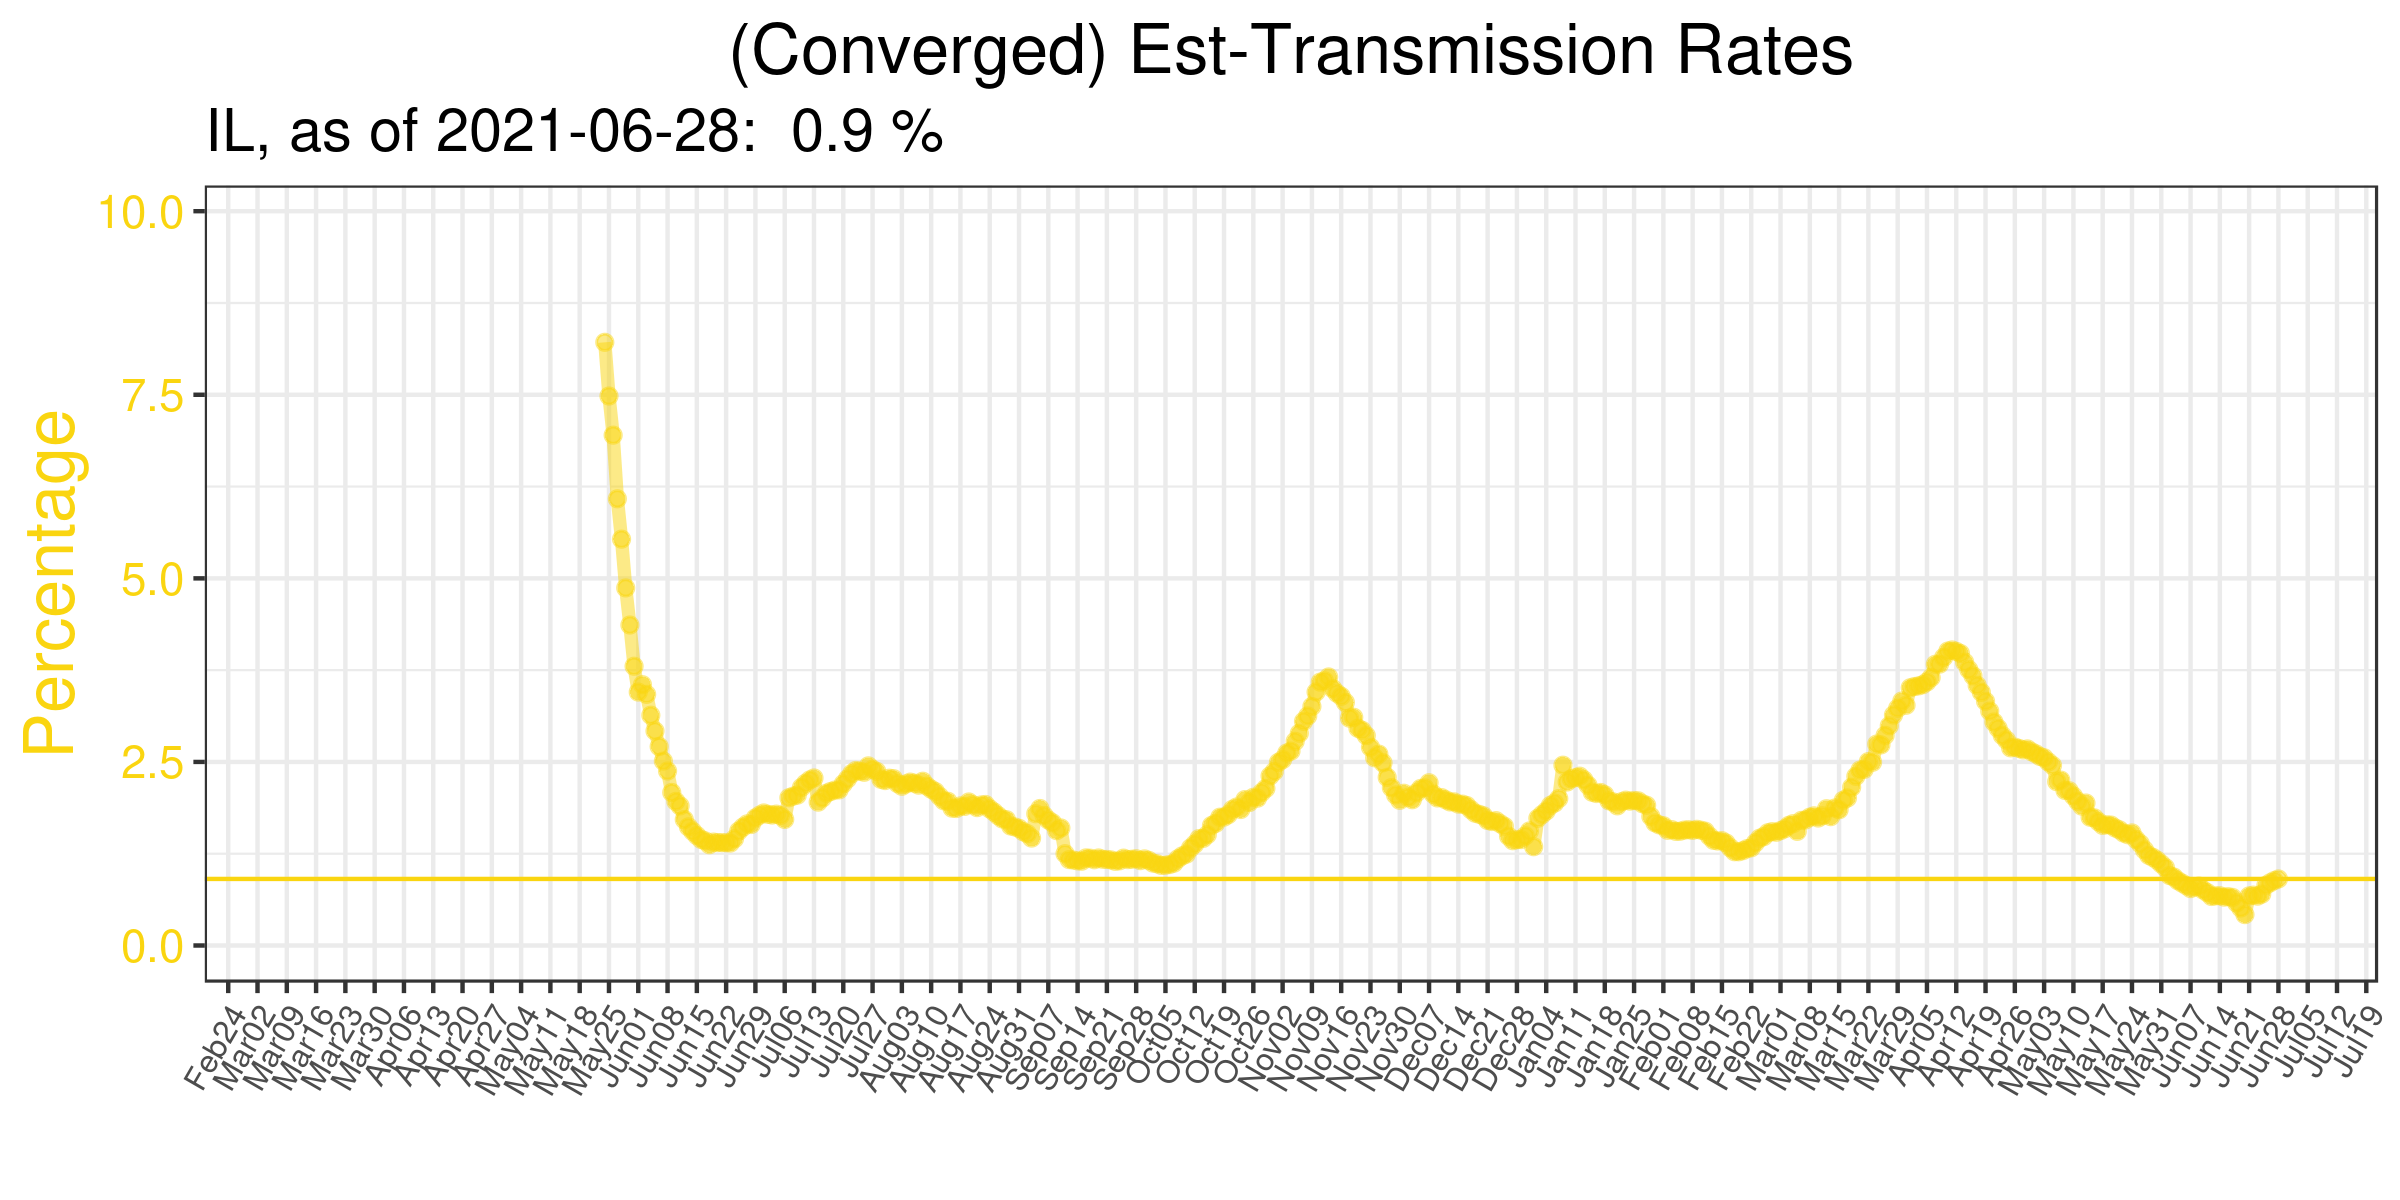 (Converged) Est-Transmission Rates
IL, as of 2021-06-28: 0.9 %
Percentage
10.0
7.5
5.0
2.5
0.0
Feb24
Mar02
Mar09
Mar16
Mar23
Mar30
Apr06
Apr13
Apr20
Apr27
May04
May11
May18
May25
Jun01
Jun08
Jun15
Jun22
Jun29
Jul06
Jul13
Jul20
Jul27
Aug03
Aug10
Aug17
Aug24
Aug31
Sep07
Sep14
Sep21
Sep28
Oct05
Oct12
Oct19
Oct26
Nov02
Nov09
Nov16
Nov23
Nov30
Dec07
Dec14
Dec21
Dec28
Jan04
Jan11
Jan18
Jan25
Feb01
Feb08
Feb15
Feb22
Mar01
Mar08
Mar15
Mar22
Mar29
Apr05
Apr12
Apr19
Apr26
May03
May10
May17
May24
May31
Jun07
Jun14
Jun21
Jun28
Jul05
Jul12
Jul19